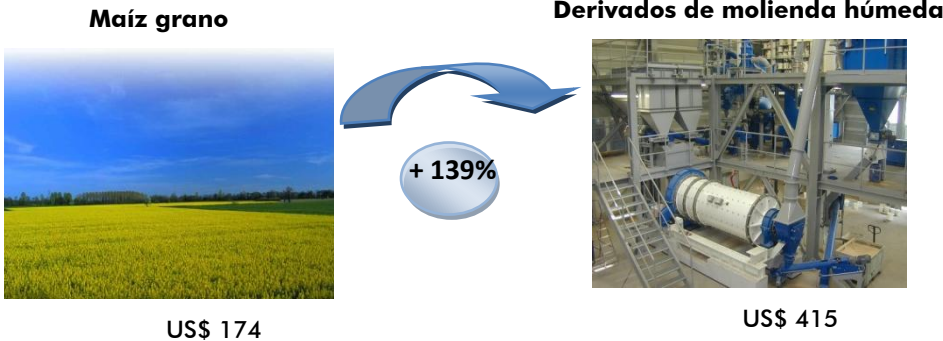 Maíz grano
Derivados de molienda húmeda
+ 139%
US$ 174
US$ 415